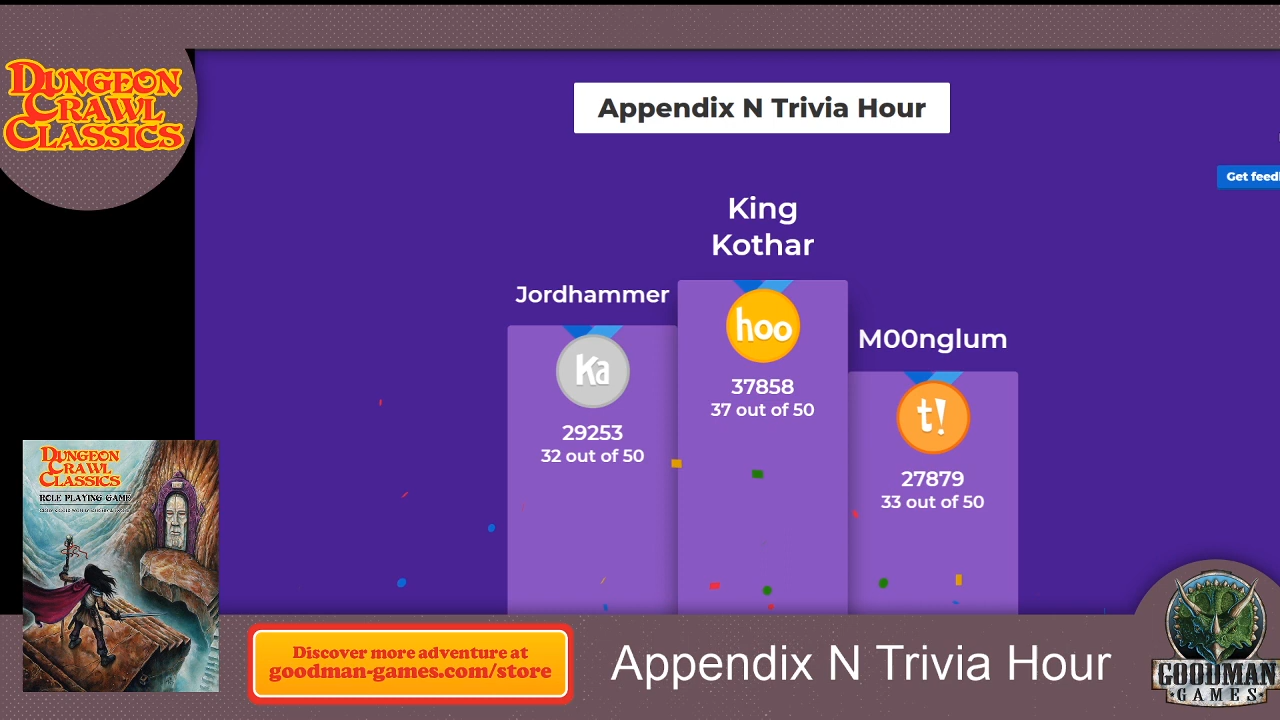 DUNGEON
CRAWL
CLASSICS
Appendix N Trivia Hour
Get feed
King
Kothar
Jordhammer
hoo
M00nglum
Ka
37858
37 out of 50
t!
29253
32 out of 50
27879
33 out of 50
DUNGEON
CRAWL
CLASSICS
ROLE PLAYING GAME
Discover more adventure at
goodman-games.com/store
Appendix N Trivia Hour
GOODMAN
GAMES